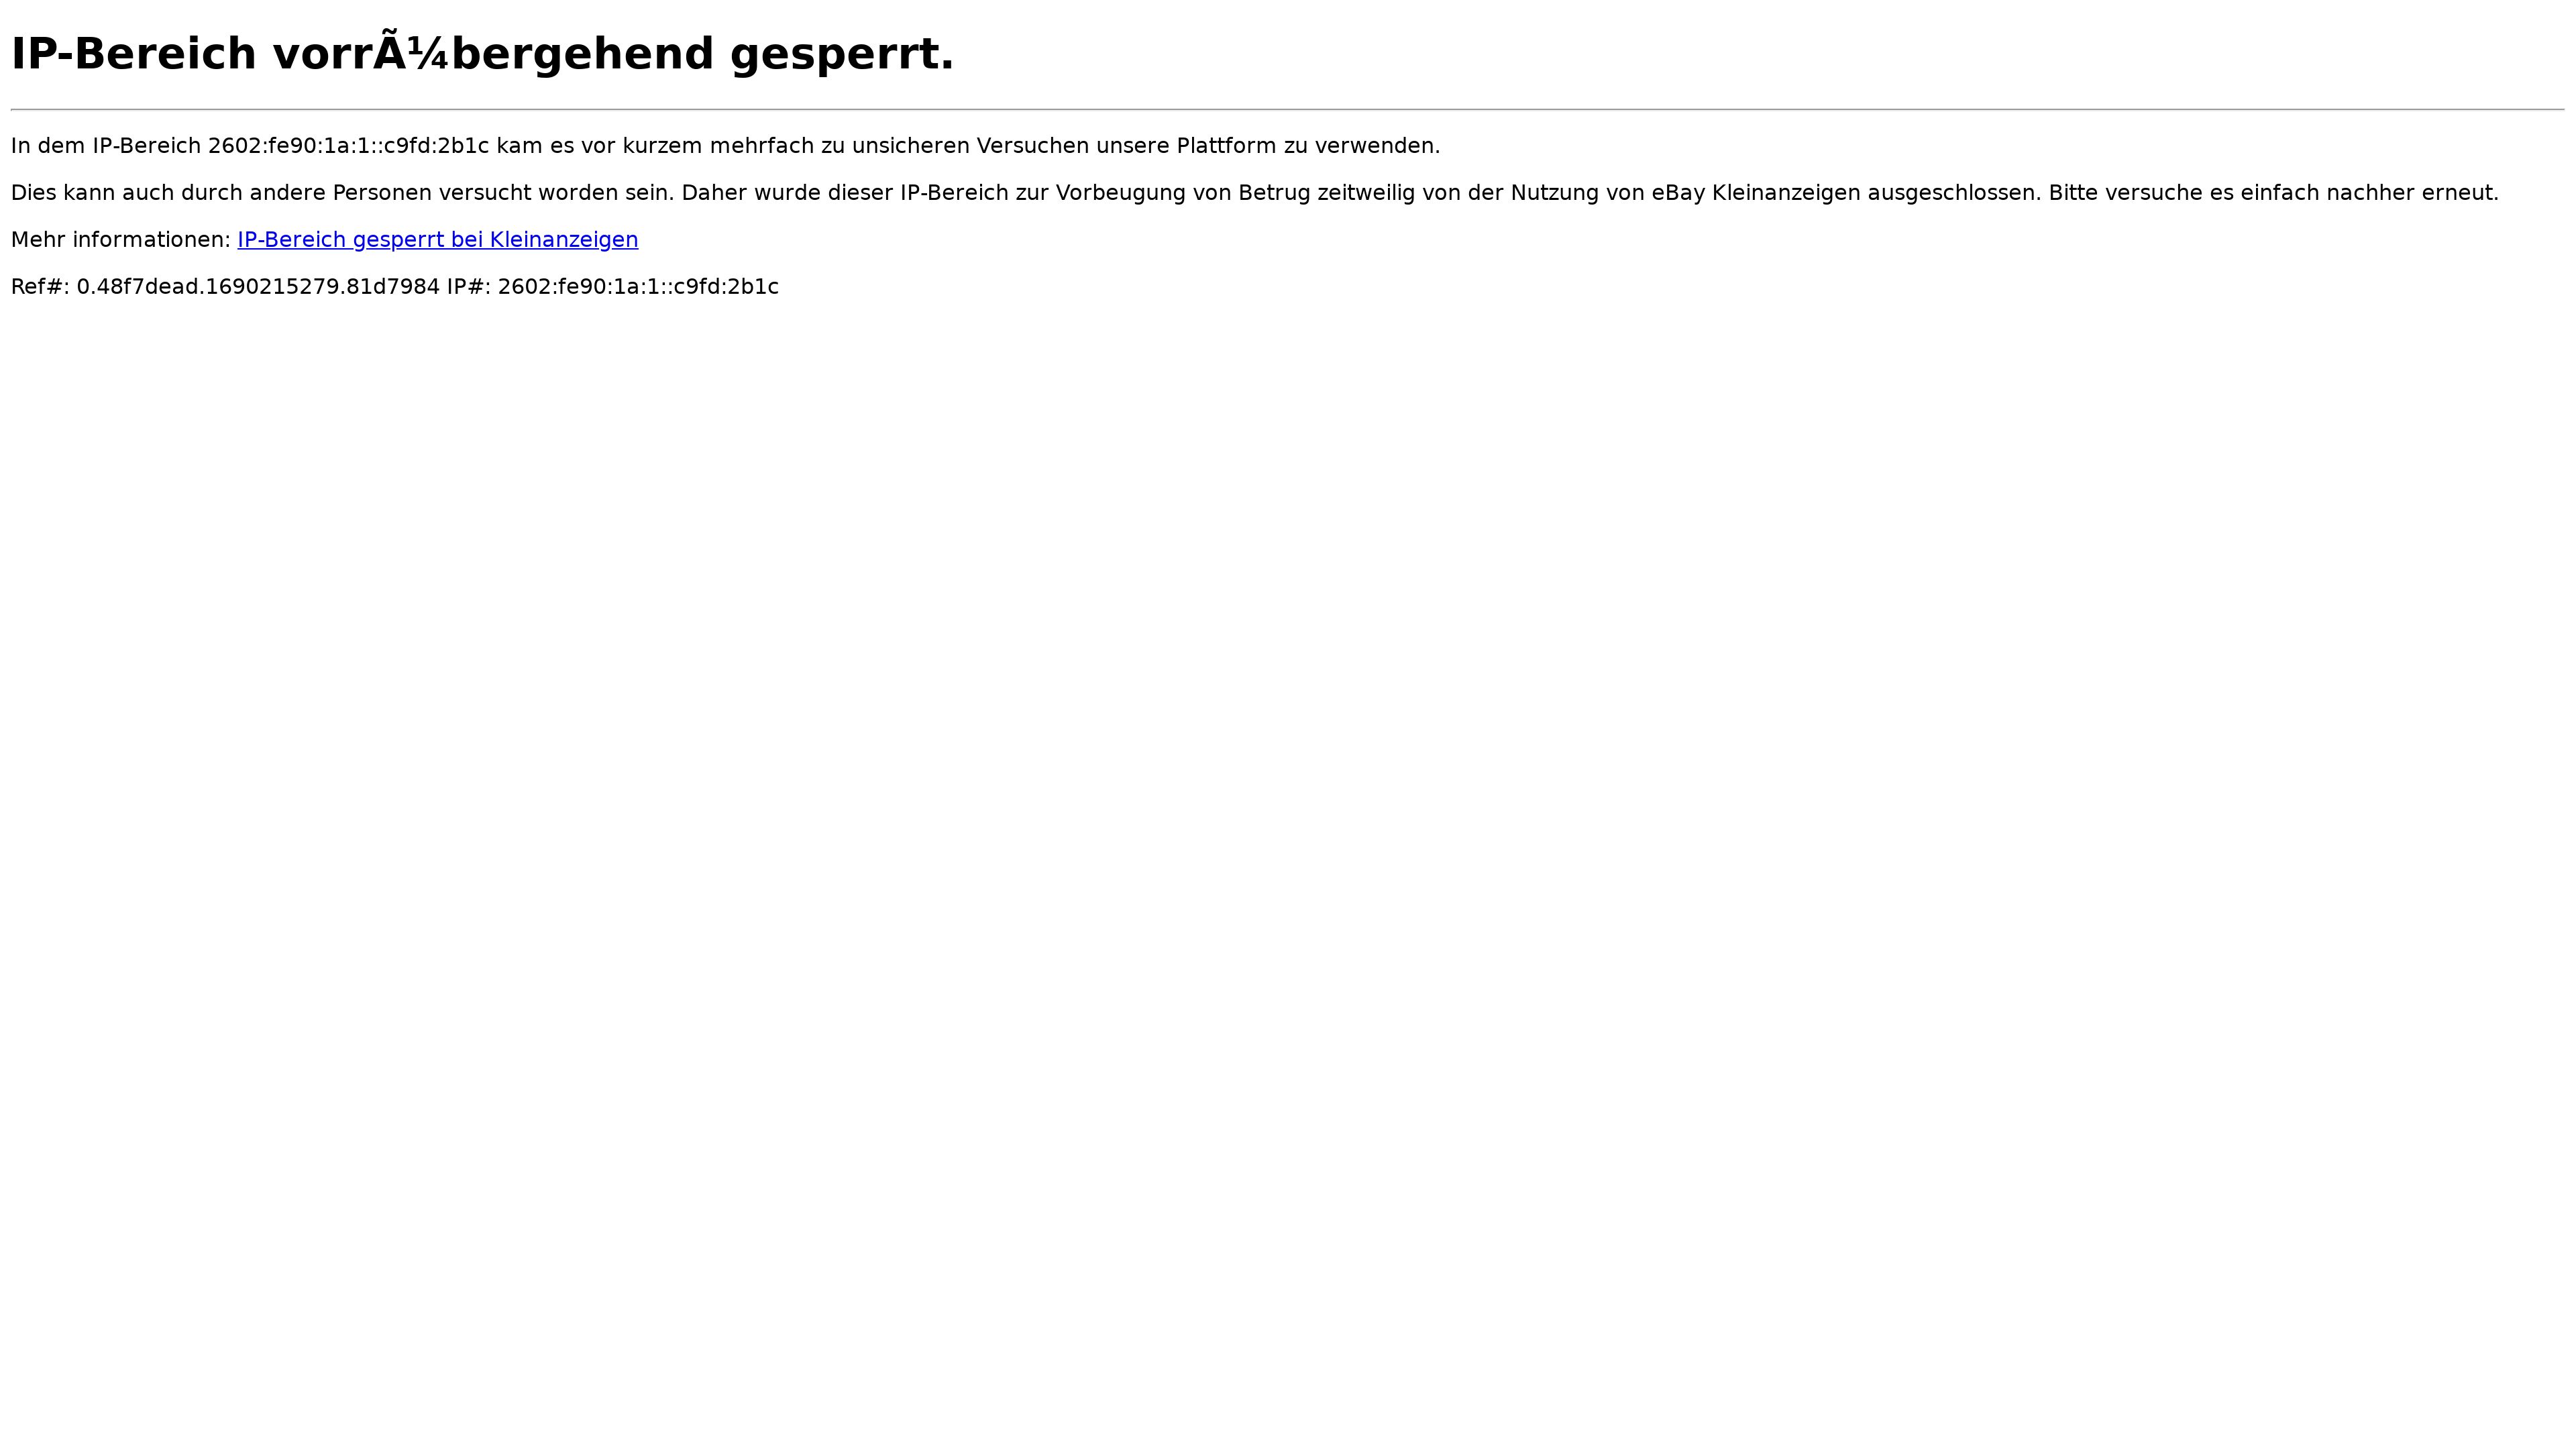 IP-Bereich vorrÃ¼bergehend gesperrt.
In dem IP-Bereich 2602:fe90:1a:1::c9fd:2b1c kam es vor kurzem mehrfach zu unsicheren Versuchen unsere Plattform zu verwenden.
Dies kann auch durch andere Personen versucht worden sein. Daher wurde dieser IP-Bereich zur Vorbeugung von Betrug zeitweilig von der Nutzung von eBay Kleinanzeigen ausgeschlossen. Bitte versuche es einfach nachher erneut.
Mehr informationen: IP-Bereich gesperrt bei Kleinanzeigen
Ref#: 0.48f7dead.1690215279.81d7984 IP#: 2602:fe90:1a:1::c9fd:2b1c